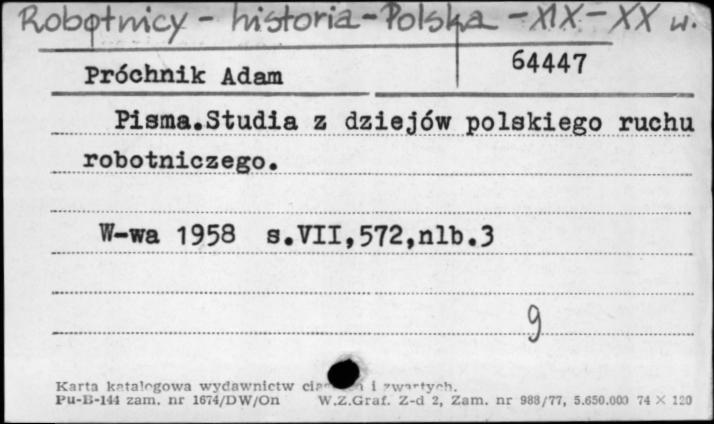 Robotnicy - historia - Polska - XIX - XX w.
Próchnik Adam 64447
Pisma.Studia z dziejów polskiego ruchu
robotniczego.
W-wa 1958 s.VII,572,nlb.3
9
Karta katalogowa wydawnictw i zwartych.
Pu-B-144 zam. nr 1674/DW/On W.Z.Graf. Z-d 2, Zam. nr 988/77, 5.650.000 74 × 120